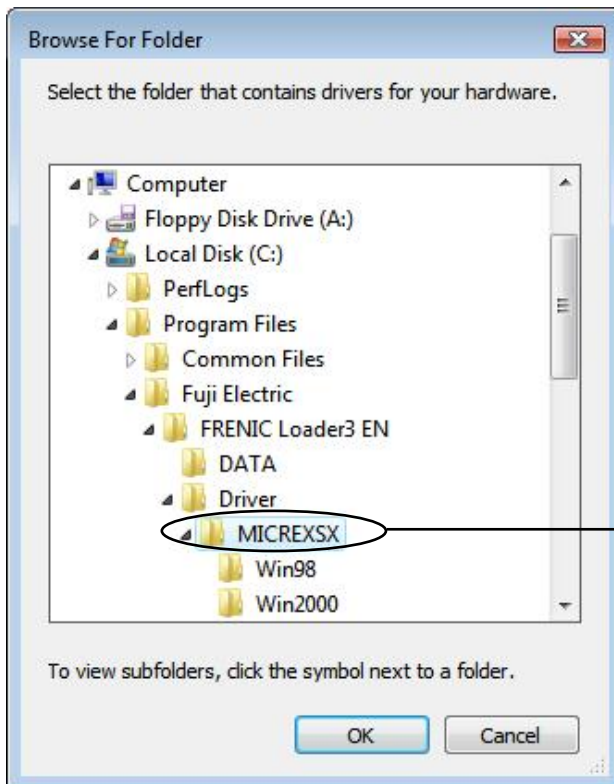 Browse For Folder
Select the folder that contains drivers for your hardware.
Computer
Floppy Disk Drive (A:)
Local Disk (C:)
PerfLogs
Program Files
Common Files
Fuji Electric
FRENIC Loader3 EN
DATA
Driver
MICREXSX
Win98
Win2000
To view subfolders, click the symbol next to a folder.
OK Cancel